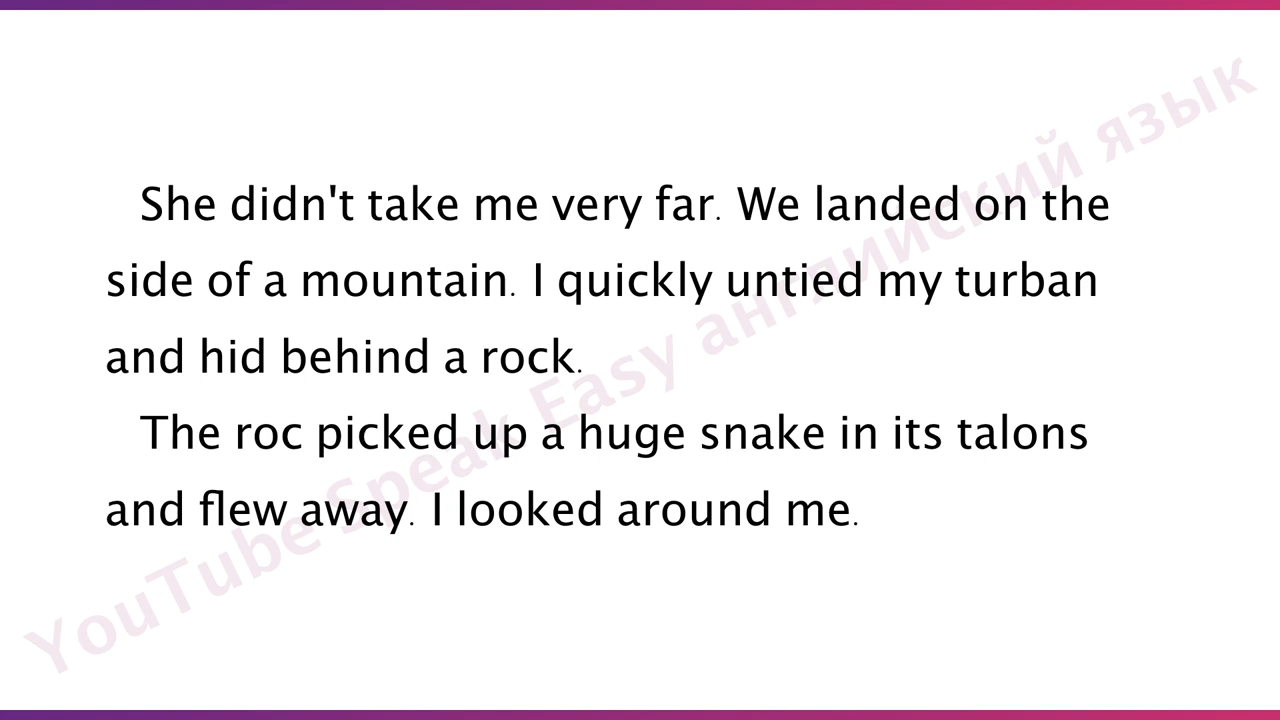 She didn't take me very far. We landed on the
side of a mountain. I quickly untied my turban
and hid behind a rock.
The roc picked up a huge snake in its talons
and flew away. I looked around me.
YouTube Speak Easy английский язык